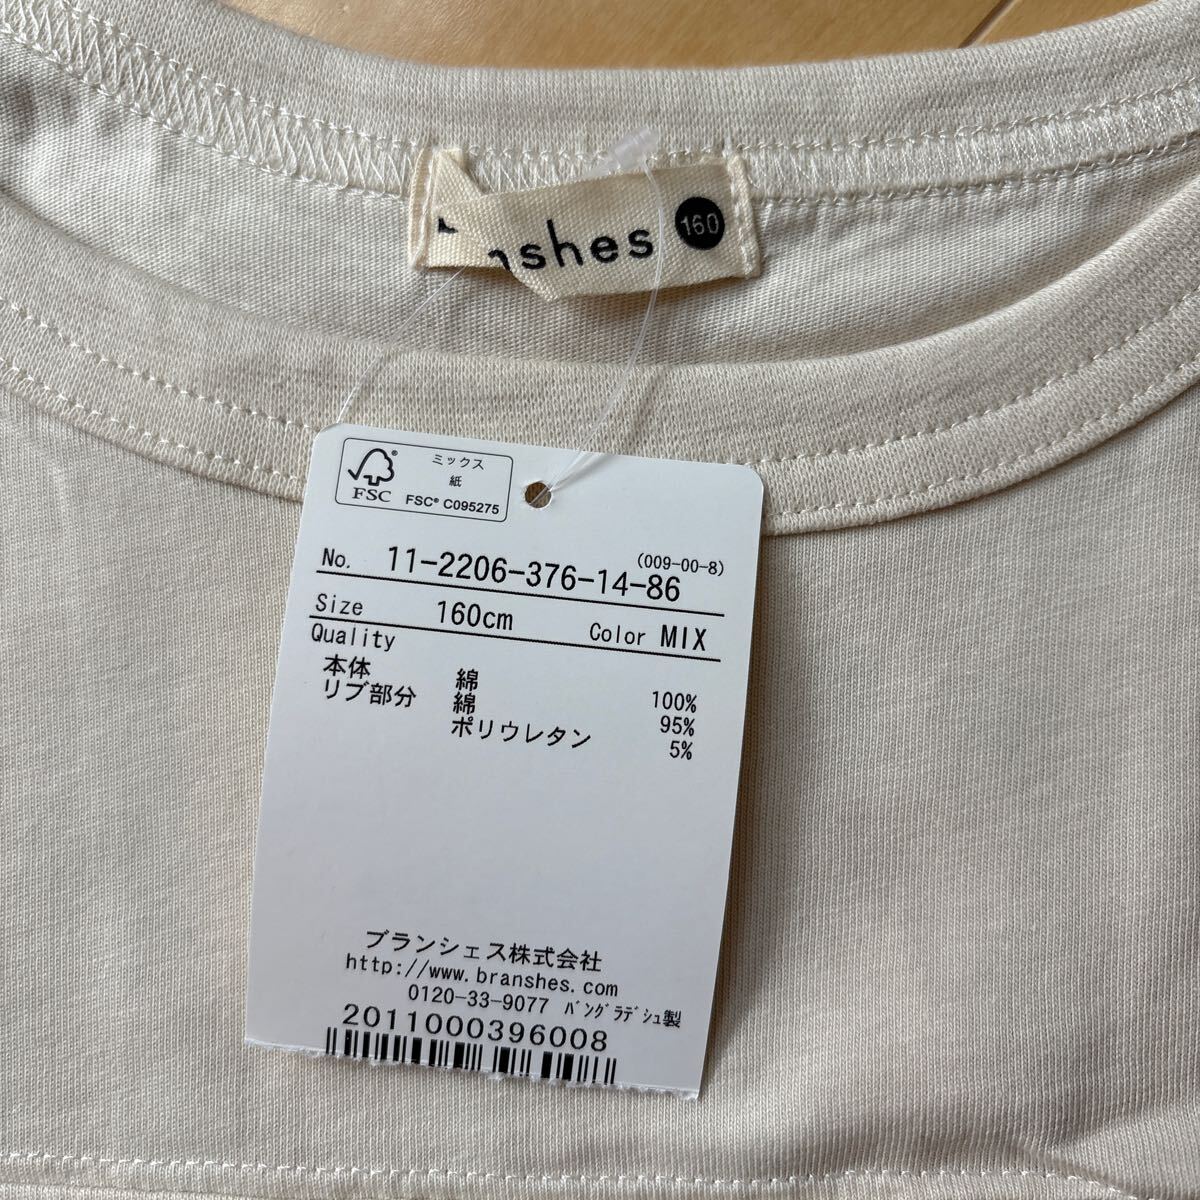 160
FSC
ミックス
紙
FSC® C095275
(009-00-8)
No. 11-2206-376-14-86
Size 160cm Color MIX
Quality
本体 綿 100%
リブ部分 綿 95%
ポリウレタン 5%
ブランシェス株式会社
http://www.branshes.com
0120-33-9077 ﾊﾞﾝｸﾞﾗﾃﾞｼｭ製
2011000396008